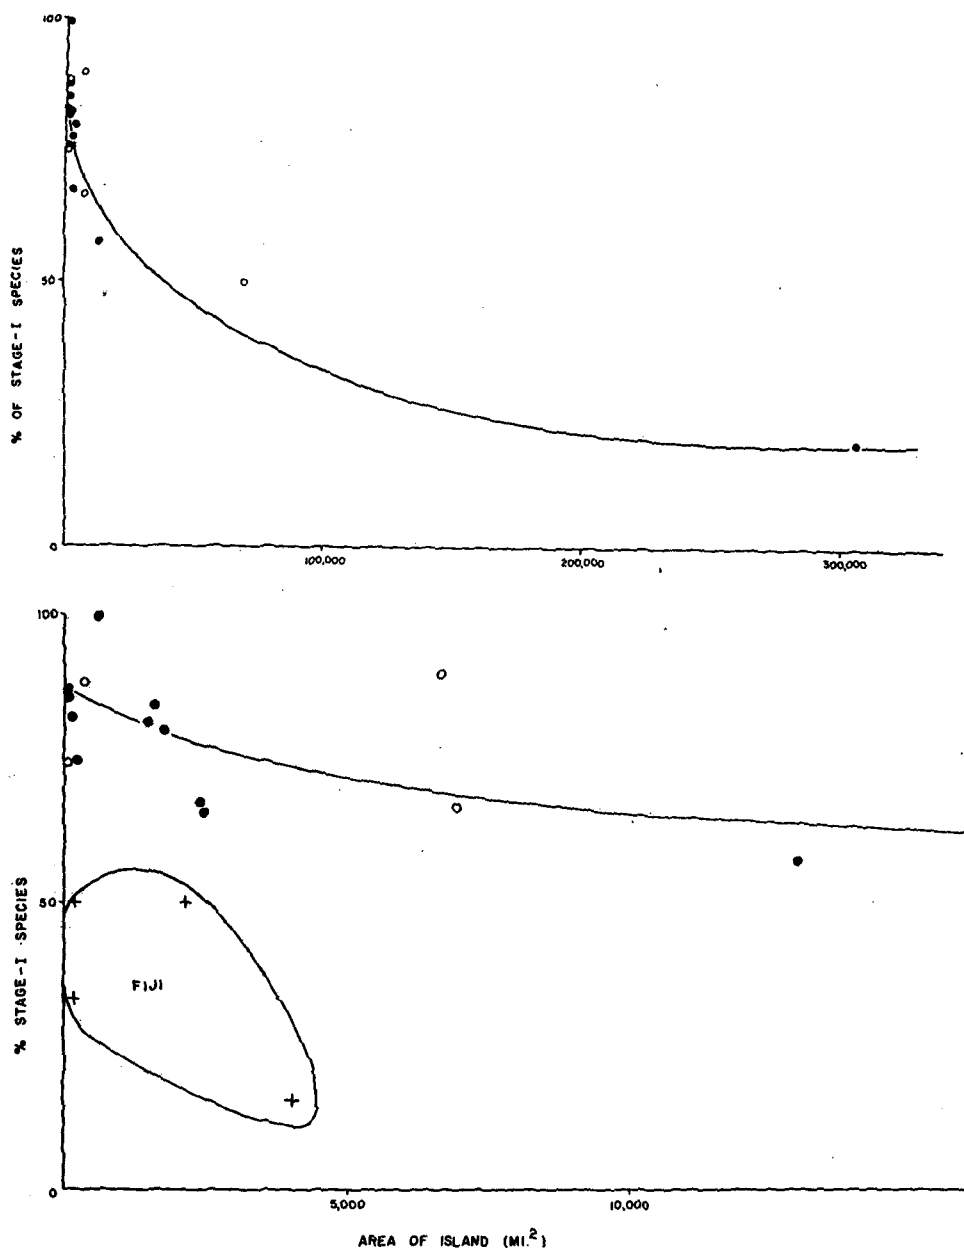 100
50
0
% OF STAGE-I SPECIES
100,000
200,000
300,000
100
50
0
% STAGE-I SPECIES
FIJI
5,000
10,000
AREA OF ISLAND (MI.²)